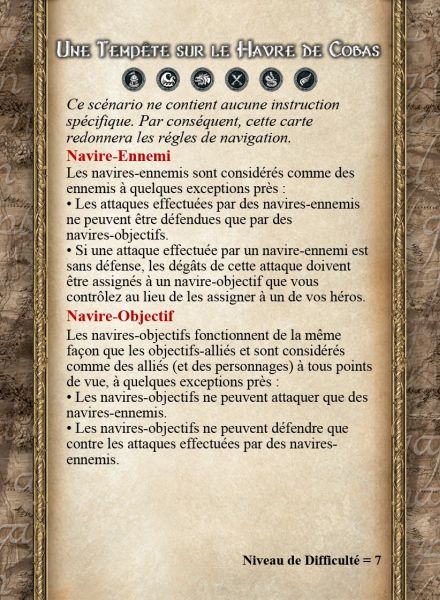 Une Tempête sur le Havre de Cobas
Ce scénario ne contient aucune instruction
spécifique. Par conséquent, cette carte
redonnera les régles de navigation.
Navire-Ennemi
Les navires-ennemis sont considérés comme des
ennemis à quelques exceptions près :
• Les attaques effectuées par des navires-ennemis
ne peuvent être défendues que par des
navires-objectifs.
• Si une attaque effectuée par un navire-ennemi est
sans défense, les dégâts de cette attaque doivent
être assignés à un navire-objectif que vous
contrôlez au lieu de les assigner à un de vos héros.
Navire-Objectif
Les navires-objectifs fonctionnent de la même
façon que les objectifs-alliés et sont considérés
comme des alliés (et des personnages) à tous points
de vue, à quelques exceptions près :
• Les navires-objectifs ne peuvent attaquer que des
navires-ennemis.
• Les navires-objectifs ne peuvent défendre que
contre les attaques effectuées par des navires-
ennemis.
Niveau de Difficulté = 7